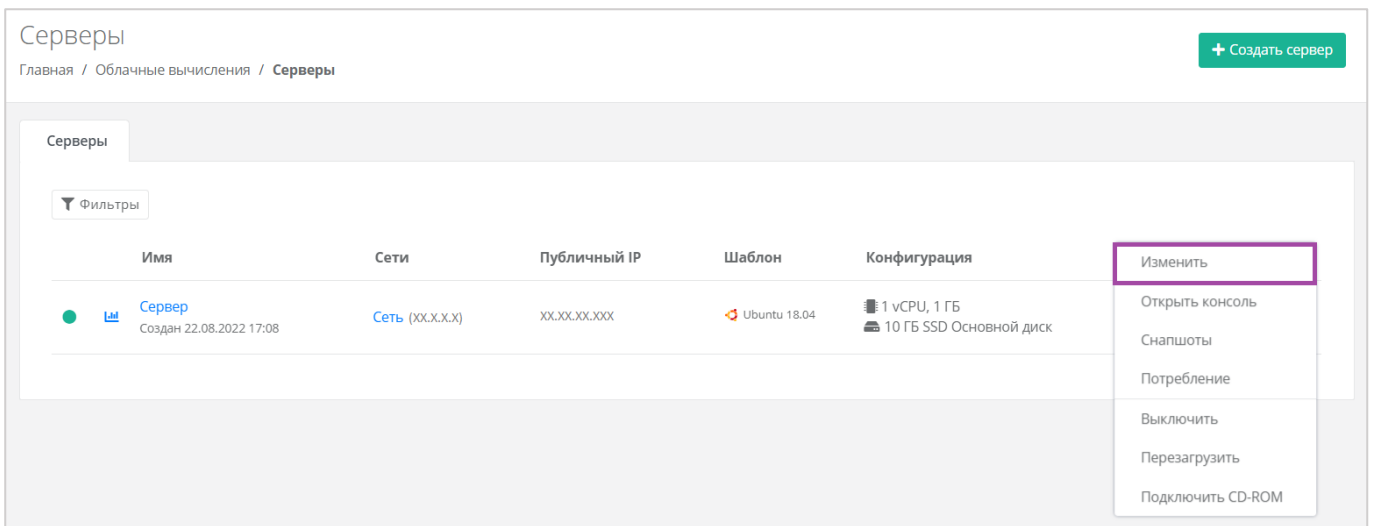 Серверы
+ Создать сервер
Главная / Облачные вычисления / Серверы
Серверы
Фильтры
Имя Сети Публичный IP Шаблон Конфигурация
Сервер
Создан 22.08.2022 17:08
Сеть (XX.X.X.X)
XX.XX.XX.XXX
Ubuntu 18.04
1 vCPU, 1 ГБ
10 ГБ SSD Основной диск
Изменить
Открыть консоль
Снапшоты
Потребление
Выключить
Перезагрузить
Подключить CD-ROM